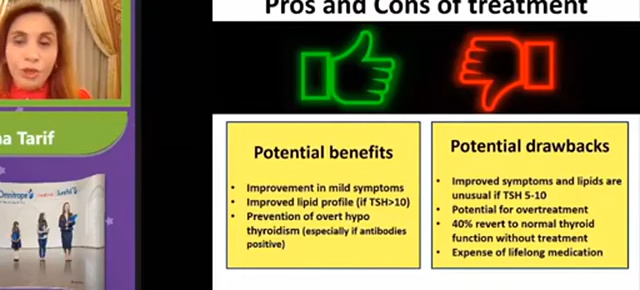 Pros and Cons of treatment
a Tarif
Omnitrope
SurePal
Potential benefits
• Improvement in mild symptoms
• Improved lipid profile (if TSH>10)
• Prevention of overt hypo
thyroidism (especially if antibodies
positive)
Potential drawbacks
• Improved symptoms and lipids are
unusual if TSH 5-10
• Potential for overtreatment
• 40% revert to normal thyroid
function without treatment
• Expense of lifelong medication